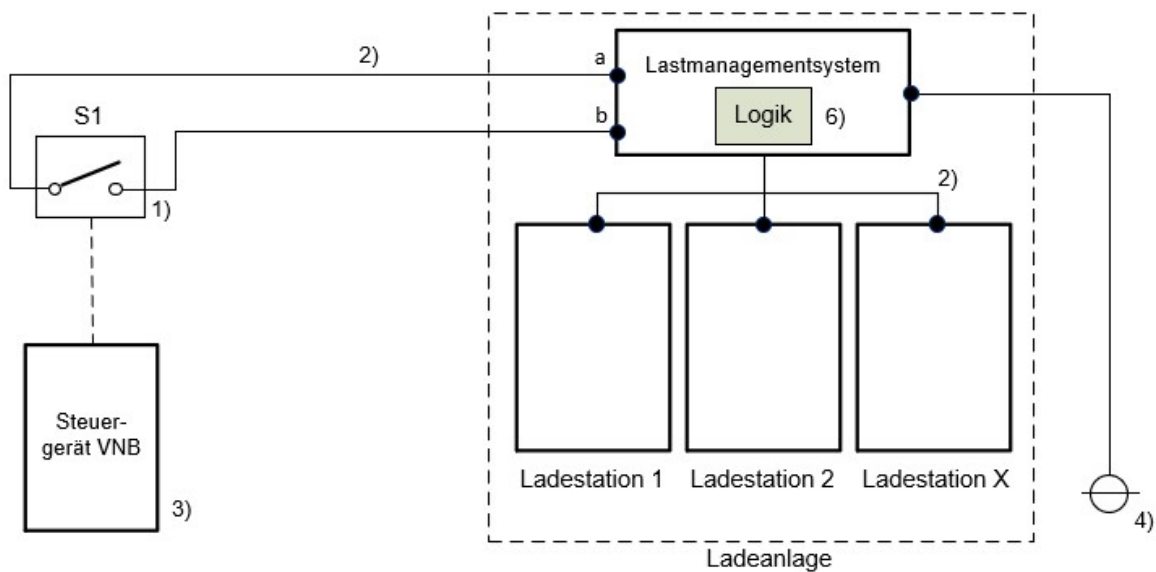 2)
a
Lastmanagementsystem
S1
b
Logik
6)
1)
2)
Steuer-
gerät VNB
3)
Ladestation 1
Ladestation 2
Ladestation X
4)
Ladeanlage